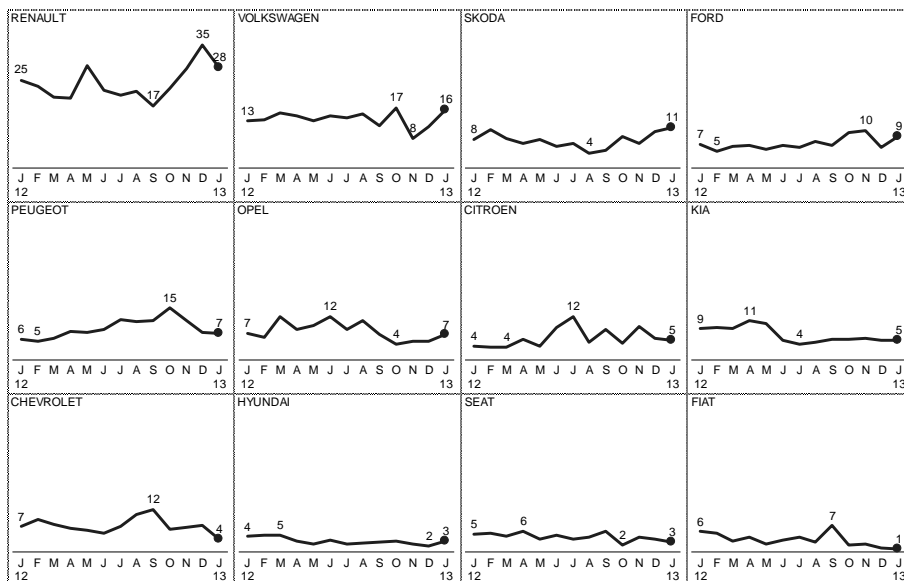 RENAULT VOLKSWAGEN SKODA FORD
35
25 28
17
17 16
13
8
11
8
4
10 9
7
5
J F M A M J J A S O N D J J F M A M J J A S O N D J J F M A M J J A S O N D J J F M A M J J A S O N D J
12 13 12 13 12 13 12 13
PEUGEOT OPEL CITROEN KIA
15
6 5 7
12
7 7
4
12
4 4 5
11
9
4 5
J F M A M J J A S O N D J J F M A M J J A S O N D J J F M A M J J A S O N D J J F M A M J J A S O N D J
12 13 12 13 12 13 12 13
CHEVROLET HYUNDAI SEAT FIAT
12
7 4
4 5 2 3
5 6 2 3
7
6 1
J F M A M J J A S O N D J J F M A M J J A S O N D J J F M A M J J A S O N D J J F M A M J J A S O N D J
12 13 12 13 12 13 12 13